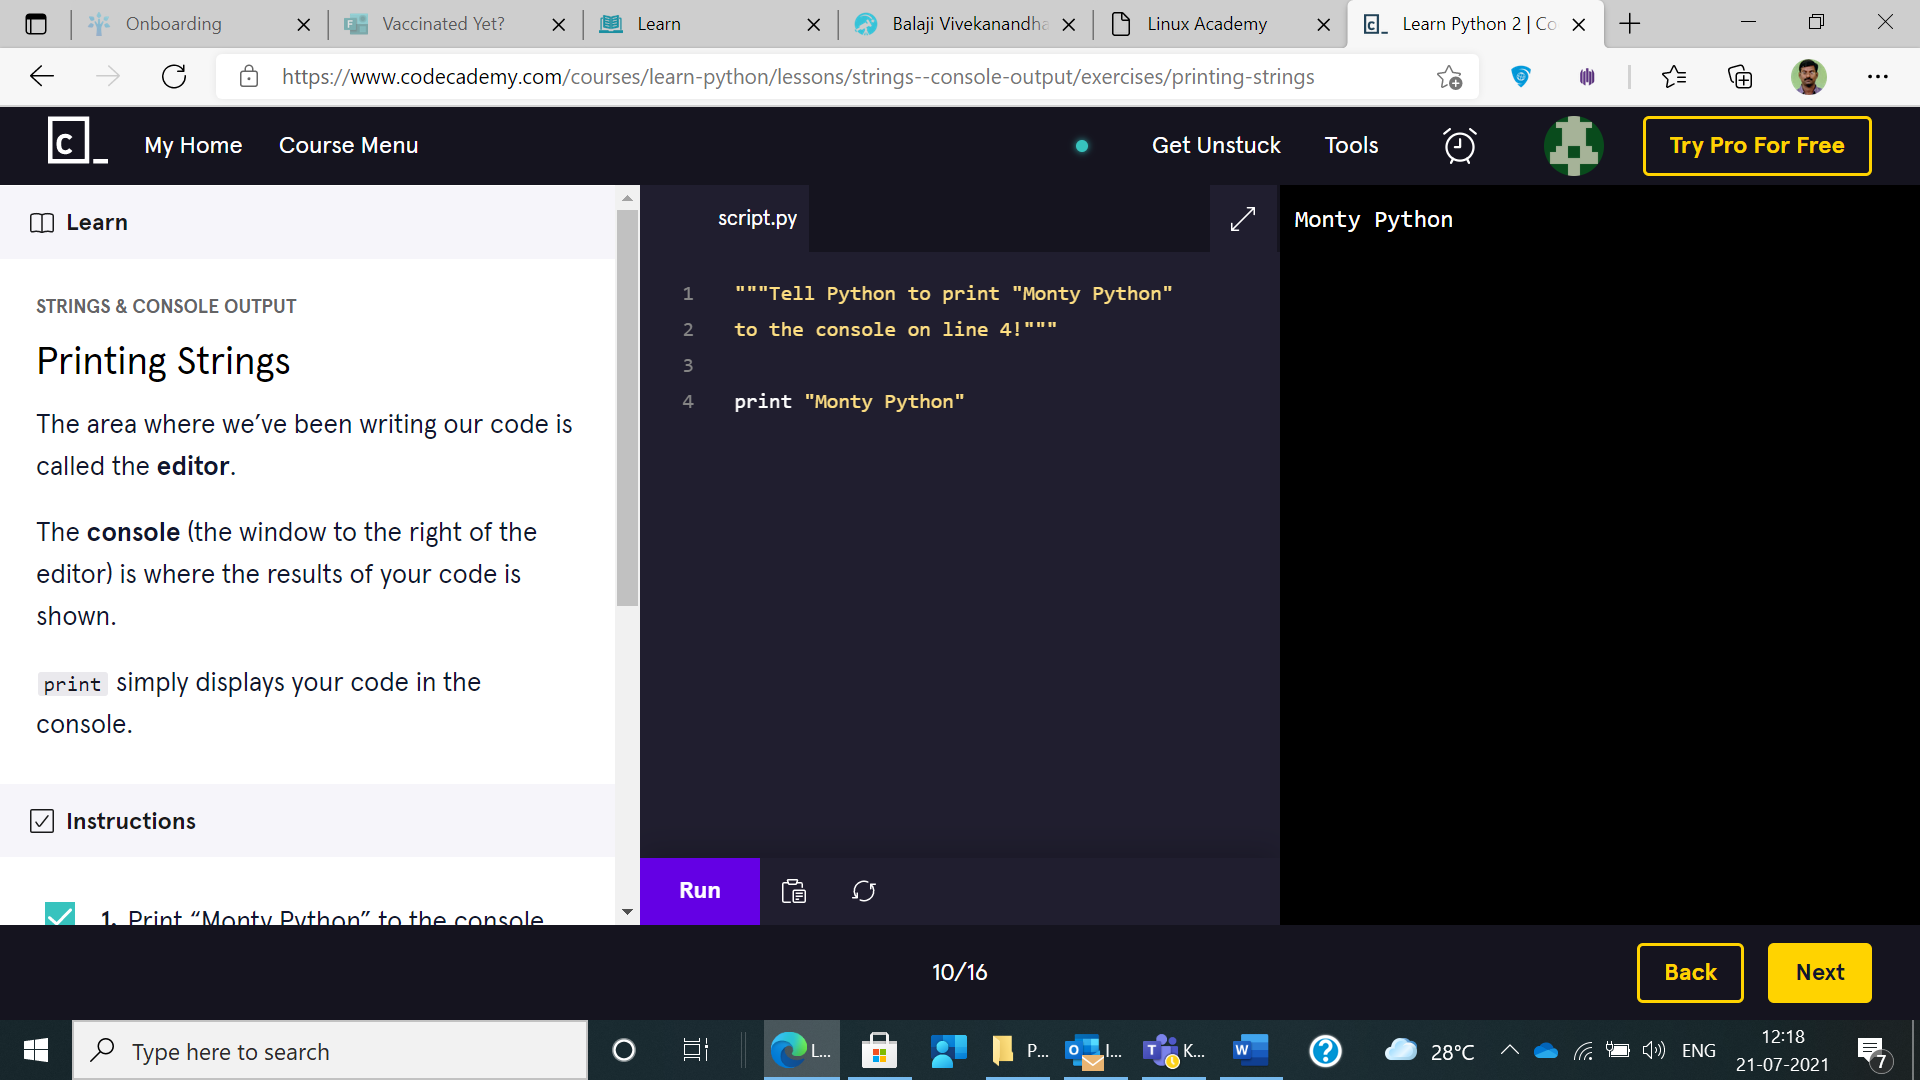 Onboarding
Vaccinated Yet?
Learn
Balaji Vivekanandha
Linux Academy
Learn Python 2 | Co
https://www.codecademy.com/courses/learn-python/lessons/strings--console-output/exercises/printing-strings
c_
My Home
Course Menu
Get Unstuck
Tools
Try Pro For Free
Learn
STRINGS & CONSOLE OUTPUT
Printing Strings
The area where we’ve been writing our code is
called the editor.
The console (the window to the right of the
editor) is where the results of your code is
shown.
print simply displays your code in the
console.
Instructions
1. Print “Monty Python” to the console
script.py
1 """Tell Python to print "Monty Python"
2 to the console on line 4!"""
3
4 print "Monty Python"
Run
Monty Python
10/16
Back
Next
Type here to search
L...
P...
I...
K...
28°C
ENG
12:18
21-07-2021
7